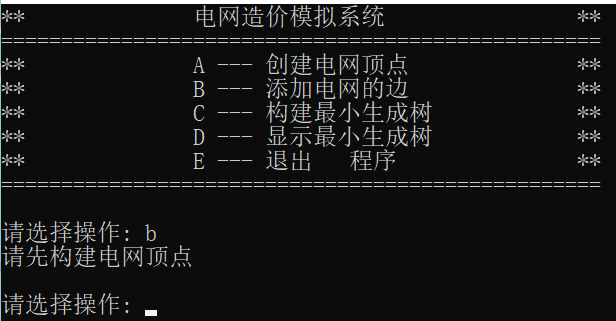 ** 电网造价模拟系统 **
==================================================
** A --- 创建电网顶点 **
** B --- 添加电网的边 **
** C --- 构建最小生成树 **
** D --- 显示最小生成树 **
** E --- 退出 程序 **
==================================================
请选择操作: b
请先构建电网顶点
请选择操作: